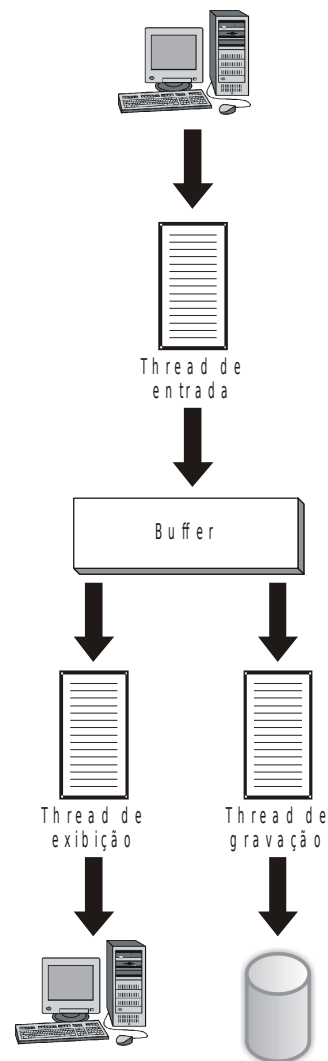 Thread de
entrada
Buffer
Thread de
exibição
Thread de
gravação